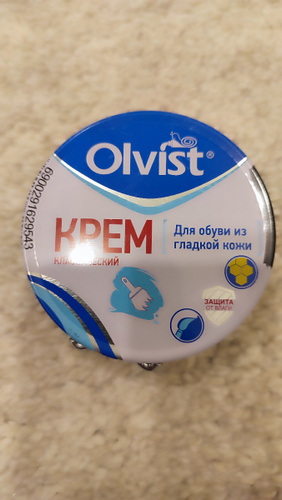 Olvist®
КРЕМ
КЛАССИЧЕСКИЙ
Для обуви из
гладкой кожи
ЗАЩИТА
ОТ ВЛАГИ
6900291629543